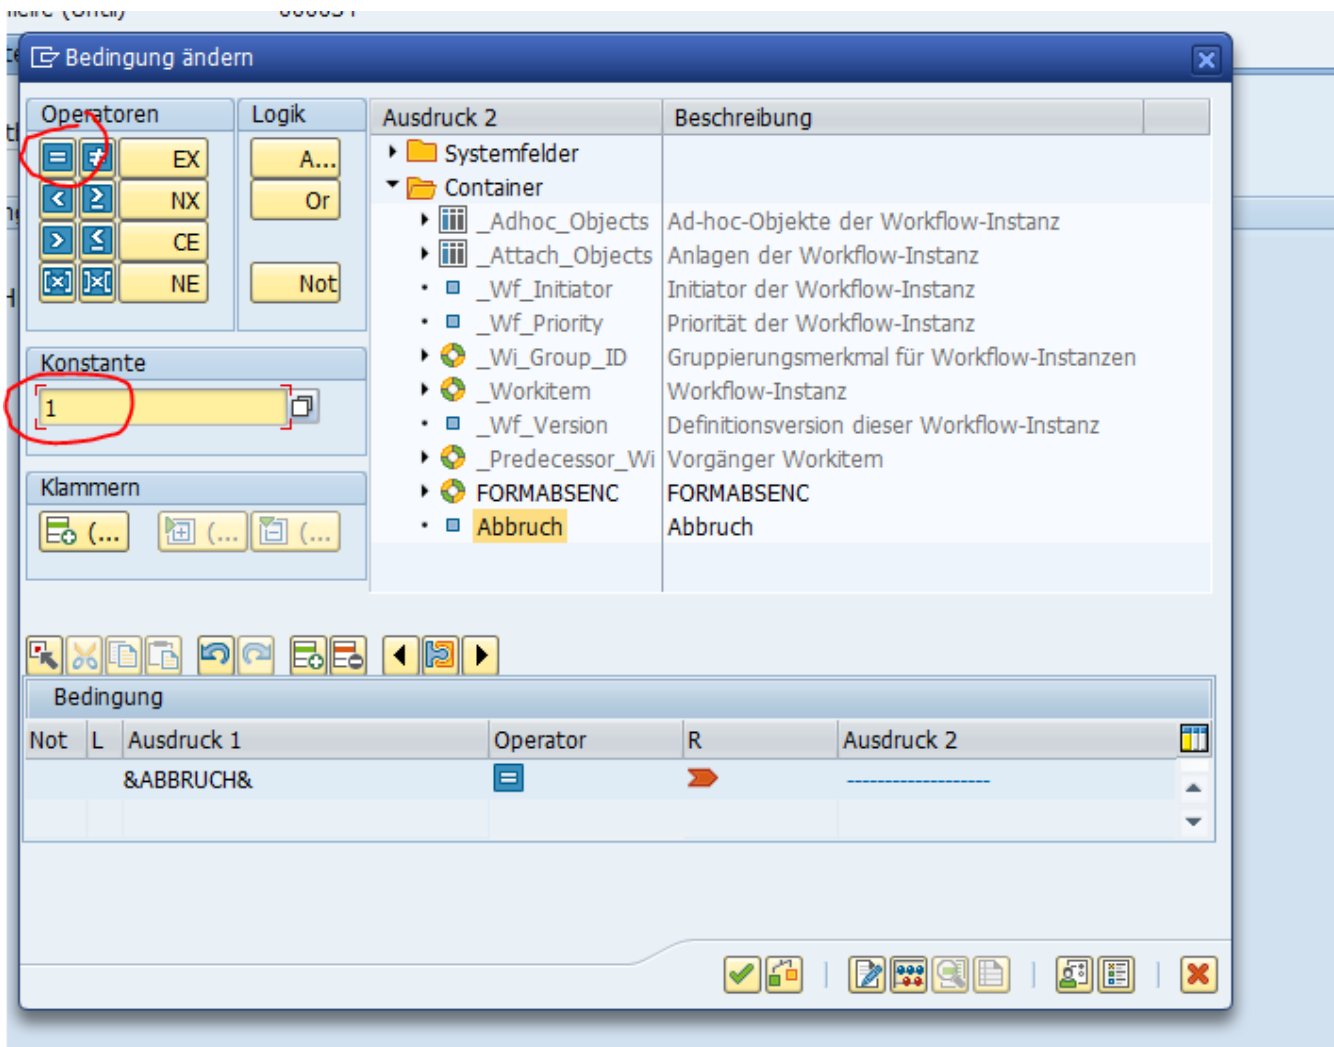 Bedingung ändern
Operatoren
Logik
EX
A...
NX
Or
CE
NE
Not
Konstante
1
Klammern
(...
(...
(...
Ausdruck 2 Beschreibung
Systemfelder
Container
_Adhoc_Objects Ad-hoc-Objekte der Workflow-Instanz
_Attach_Objects Anlagen der Workflow-Instanz
_Wf_Initiator Initiator der Workflow-Instanz
_Wf_Priority Priorität der Workflow-Instanz
_Wi_Group_ID Gruppierungsmerkmal für Workflow-Instanzen
_Workitem Workflow-Instanz
_Wf_Version Definitionsversion dieser Workflow-Instanz
_Predecessor_Wi Vorgänger Workitem
FORMABSENC FORMABSENC
Abbruch Abbruch
Bedingung
Not L Ausdruck 1 Operator R Ausdruck 2
&ABBRUCH& =